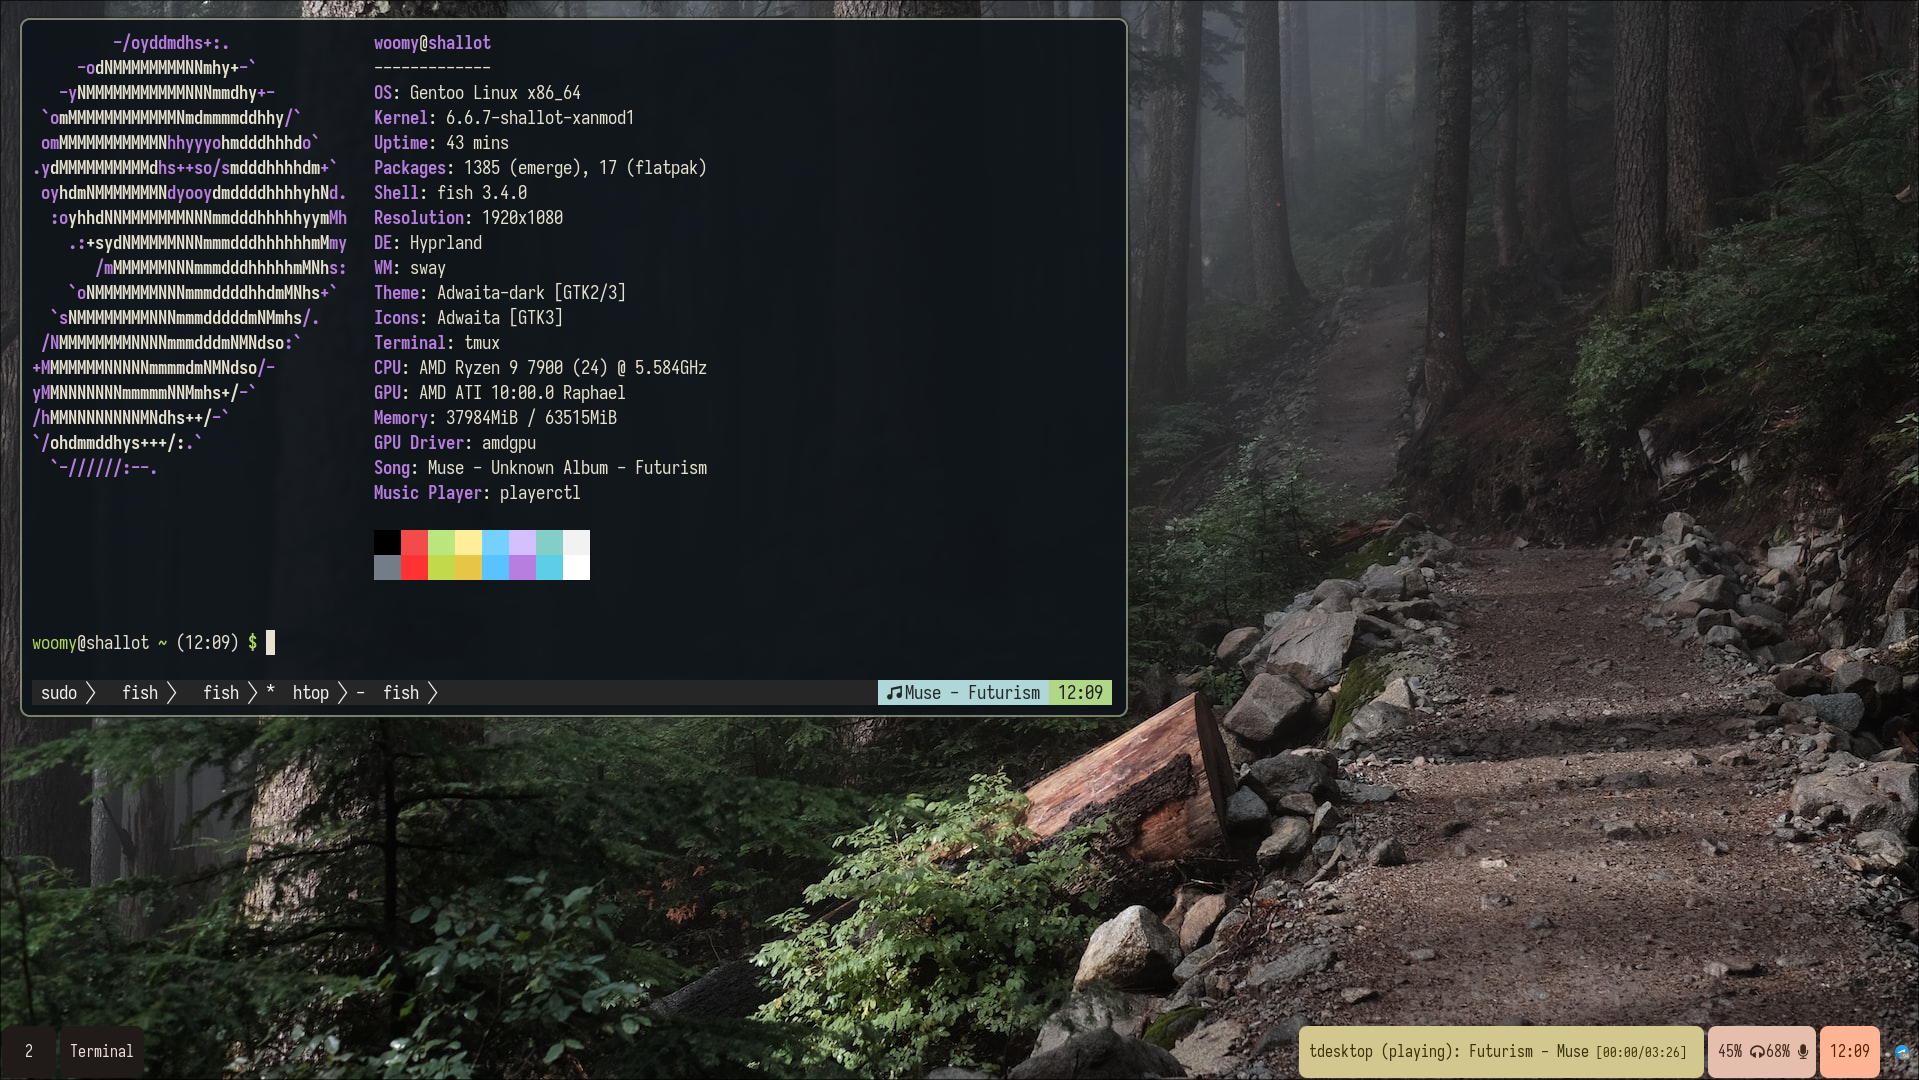 -/oyddmdhs+:.
-odNMMMMMMMMNNmhy+-`
-yNMMMMMMMMMMMNNNmmdhy+-
`omMMMMMMMMMMMMNmdmmmmddhhy/`
omMMMMMMMMMMMNhhyyyohmddhhhdo`
.ydMMMMMMMMMMdhs++so/smdddhhhhdm+`
oyhdmNMMMMMMMNdyooydmddddhhhhyhNd.
:oyhhdNNMMMMMMMNNNmmdddhhhhhyymMh
.:+sydNMMMMMNNNmmmdddhhhhhhmMmy
/mMMMMMMNNNmmmdddhhhhhmMNhs:
`oNMMMMMMMNNNmmmddddhhdmMNhs+`
`sNMMMMMMMMNNNmmmdddddmNMmhs/.
/NMMMMMMMMNNNNmmmdddmNMNdso:`
+MMMMMMMNNNNNmmmmdmNMNdso/-
yMMNNNNNNNmmmmmNNMmhs+/-`
/hMMNNNNNNNNMNdhs++/-`
`/ohdmmddhys+++/:.`
`-//////:--.
woomy@shallot
-------------
OS: Gentoo Linux x86_64
Kernel: 6.6.7-shallot-xanmod1
Uptime: 43 mins
Packages: 1385 (emerge), 17 (flatpak)
Shell: fish 3.4.0
Resolution: 1920x1080
DE: Hyprland
WM: sway
Theme: Adwaita-dark [GTK2/3]
Icons: Adwaita [GTK3]
Terminal: tmux
CPU: AMD Ryzen 9 7900 (24) @ 5.584GHz
GPU: AMD ATI 10:00.0 Raphael
Memory: 37984MiB / 63515MiB
GPU Driver: amdgpu
Song: Muse - Unknown Album - Futurism
Music Player: playerctl
woomy@shallot ~ (12:09) $
sudo fish fish * htop - fish Muse - Futurism 12:09
2 Terminal tdesktop (playing): Futurism - Muse [00:00/03:26] 45% 68% 12:09